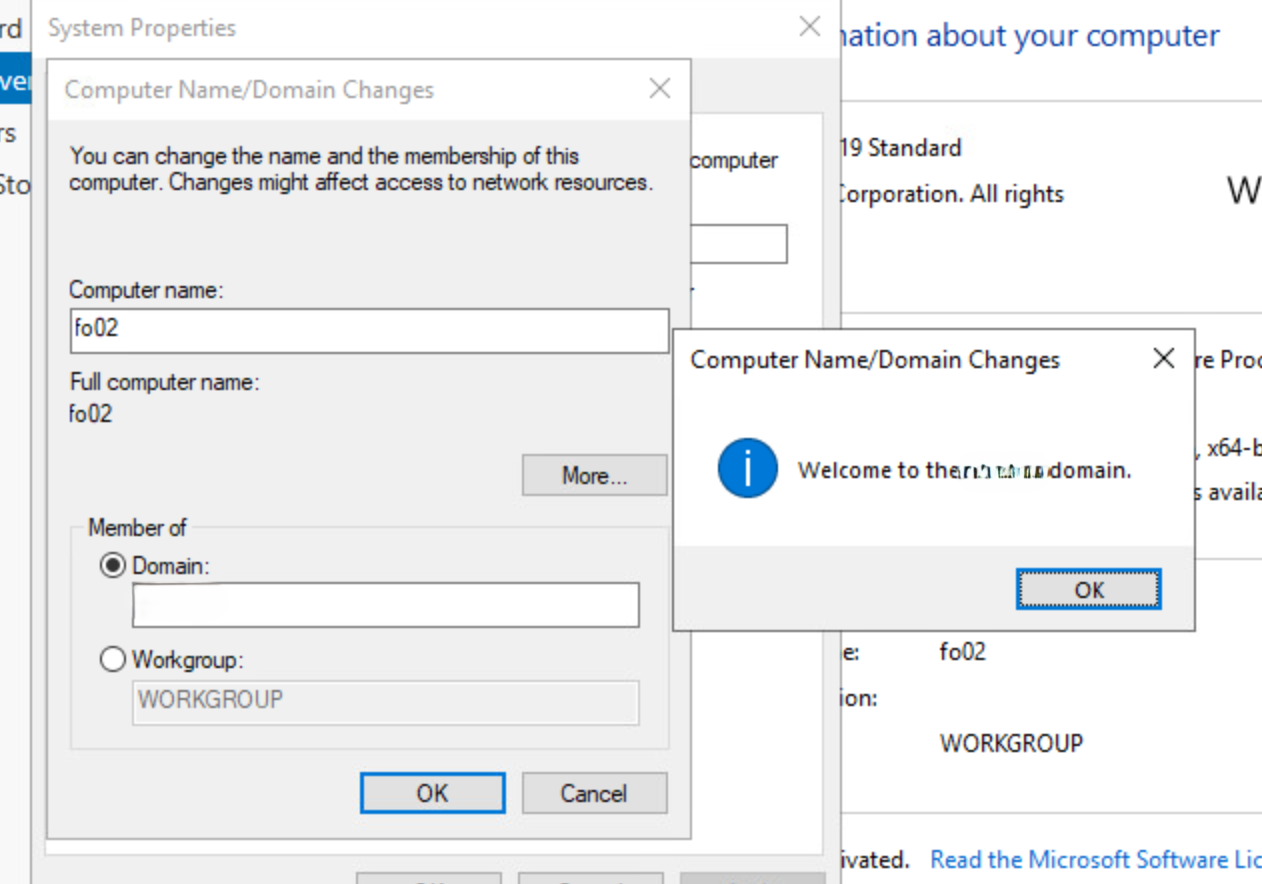 rd
System Properties
nation about your computer
ver
Computer Name/Domain Changes
rs
You can change the name and the membership of this
computer. Changes might affect access to network resources.
computer
19 Standard
Sto
Corporation. All rights
W
Computer name:
fo02
Full computer name:
fo02
Computer Name/Domain Changes
re Proc
More...
Welcome to the domain.
, x64-b
s availa
Member of
Domain:
OK
Workgroup:
WORKGROUP
e: fo02
ion:
WORKGROUP
OK Cancel
ivated. Read the Microsoft Software Lic